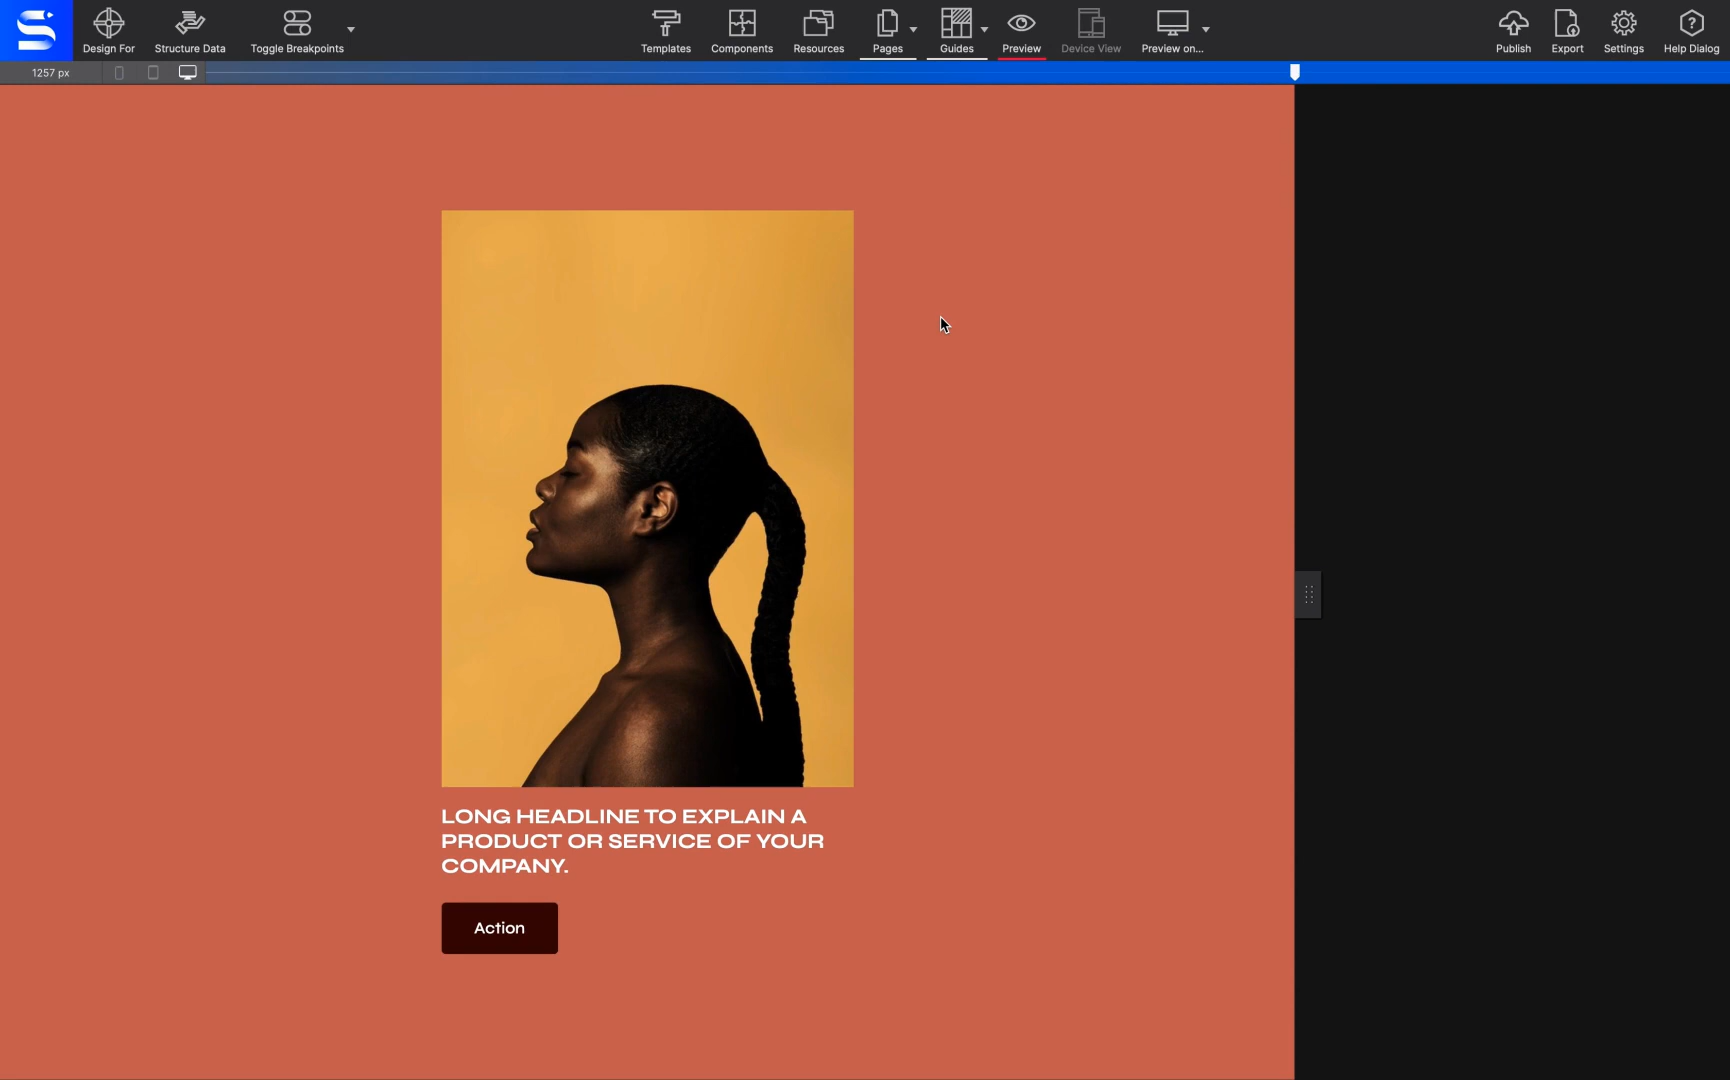 Design For
Structure Data
Toggle Breakpoints
Templates
Components
Resources
Pages
Guides
Preview
Device View
Preview on...
Publish
Export
Settings
Help Dialog
1257 px
LONG HEADLINE TO EXPLAIN A
PRODUCT OR SERVICE OF YOUR
COMPANY.
Action